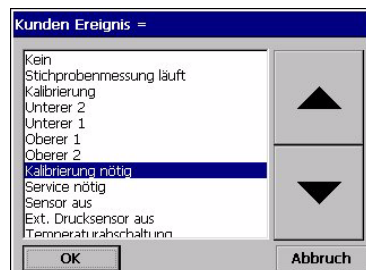 Kunden Ereignis =
Kein
Stichprobenmessung läuft
Kalibrierung
Unterer 2
Unterer 1
Oberer 1
Oberer 2
Kalibrierung nötig
Service nötig
Sensor aus
Ext. Drucksensor aus
Temperaturabschaltung
OK
Abbruch